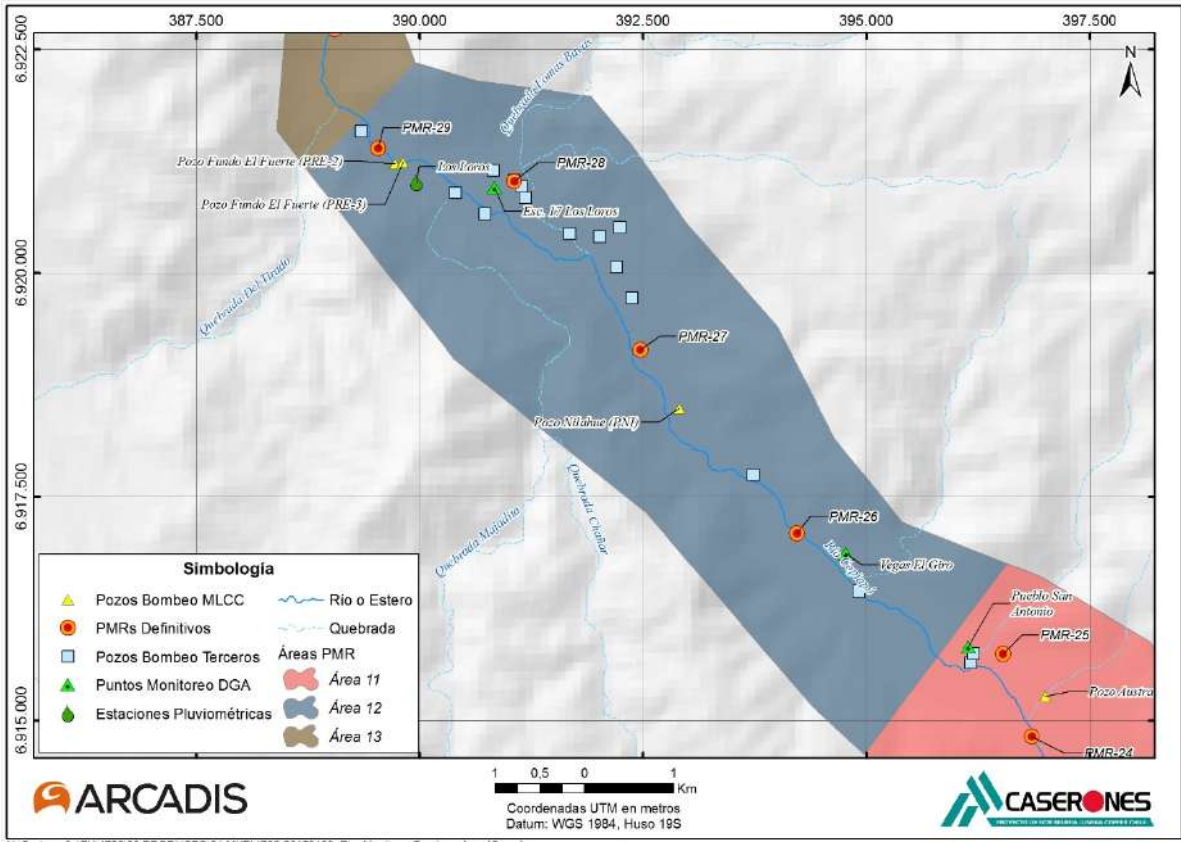 387.500 390.000 392.500 395.000 397.500
6.922.500
6.920.000
6.917.500
6.915.000
N
Quebrada Lomas Bayas
PMR-29
Pozo Fundo El Fuerte (PRE-2)
Los Loros
PMR-28
Pozo Fundo El Fuerte (PRE-3)
Esc. 17 Los Loros
Quebrada Del Tirado
PMR-27
Pozo Nilahue (PNI)
Quebrada Maladito
Quebrada Chañar
PMR-26
Río Copiapó
Vegas El Giro
Pueblo San
Antonio
PMR-25
Pozo Austra
PMR-24
Simbología
Pozos Bombeo MLCC
PMRs Definitivos
Pozos Bombeo Terceros
Puntos Monitoreo DGA
Estaciones Pluviométricas
Río o Estero
Quebrada
Áreas PMR
Área 11
Área 12
Área 13
ARCADIS
1 0,5 0 1
Km
Coordenadas UTM en metros
Datum: WGS 1984, Huso 19S
CASERONES